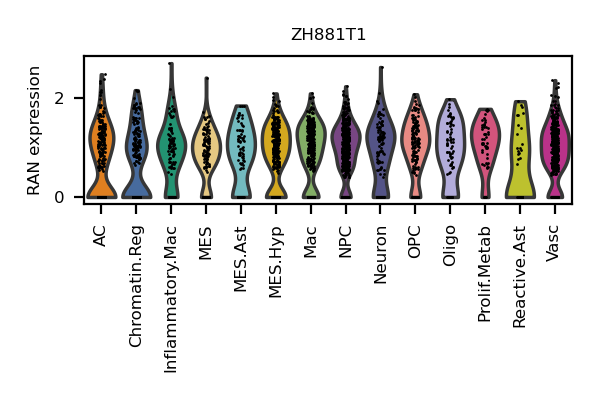 ZH881T1
RAN expression
2
0
AC
Chromatin.Reg
Inflammatory.Mac
MES
MES.Ast
MES.Hyp
Mac
NPC
Neuron
OPC
Oligo
Prolif.Metab
Reactive.Ast
Vasc